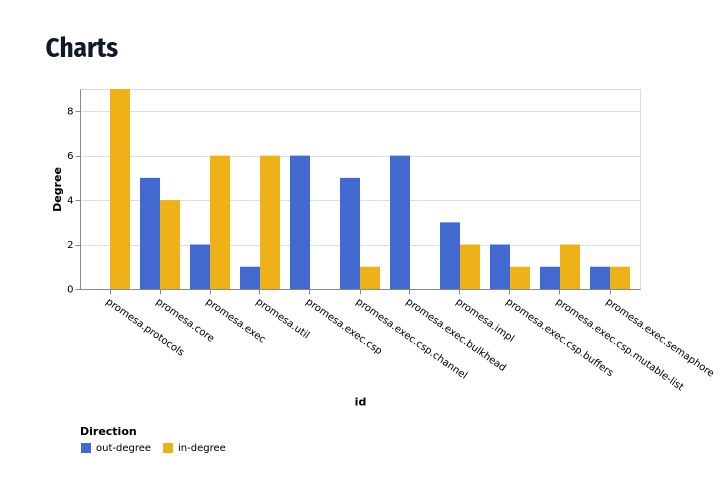 Charts
Degree
8
6
4
2
0
promesa.protocols
promesa.core
promesa.exec
promesa.util
promesa.exec.csp
promesa.exec.csp.channel
promesa.exec.bulkhead
promesa.impl
promesa.exec.csp.buffers
promesa.exec.csp.mutable-list
promesa.exec.semaphore
id
Direction
out-degree in-degree